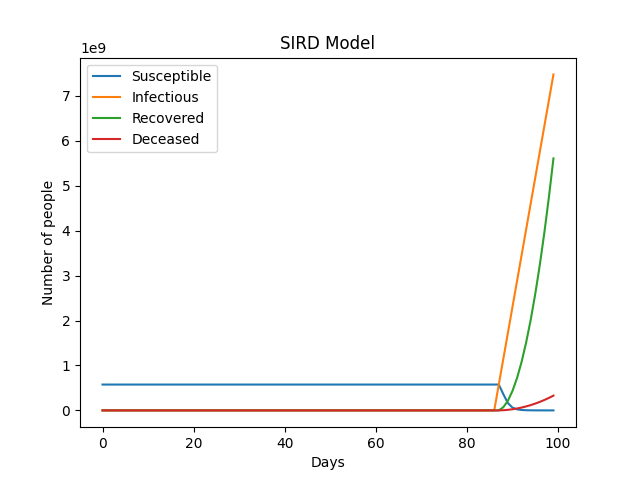 SIRD Model
1e9
Susceptible
Infectious
Recovered
Deceased
7
6
5
4
3
2
1
0
Number of people
0 20 40 60 80 100
Days